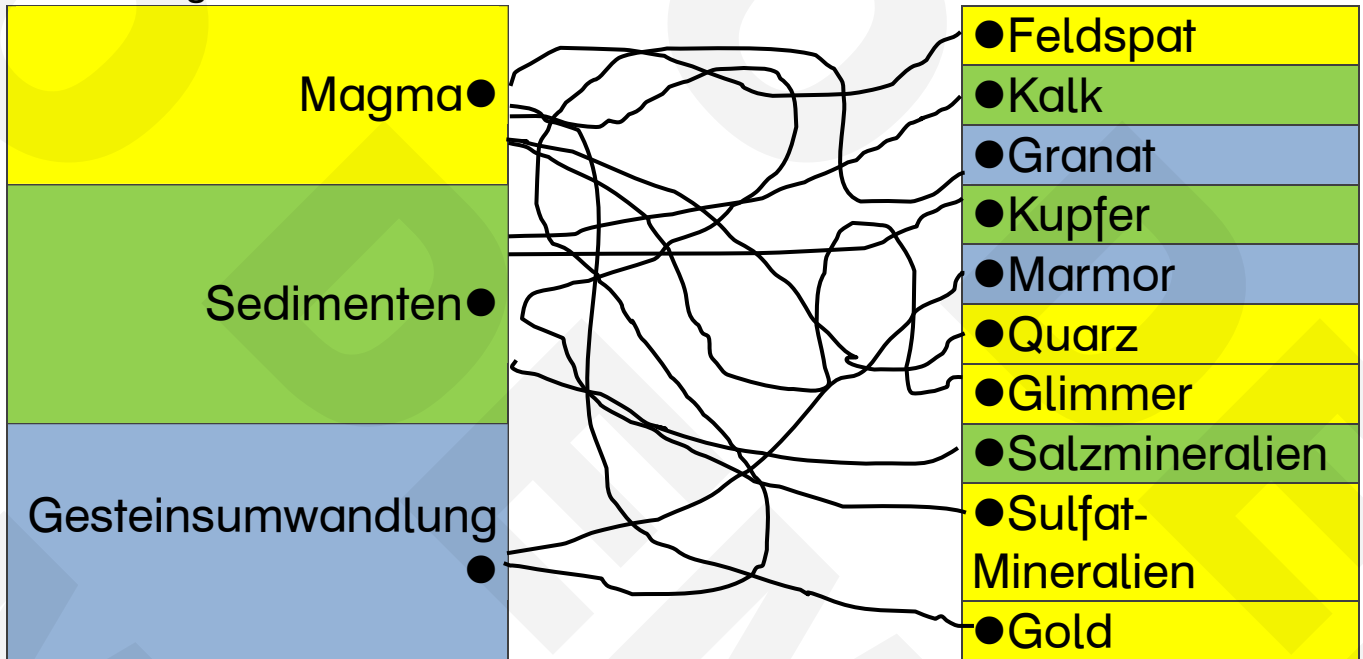 Magma●
Sedimenten●
Gesteinsumwandlung
●
●Feldspat
●Kalk
●Granat
●Kupfer
●Marmor
●Quarz
●Glimmer
●Salzmineralien
●Sulfat-
Mineralien
●Gold